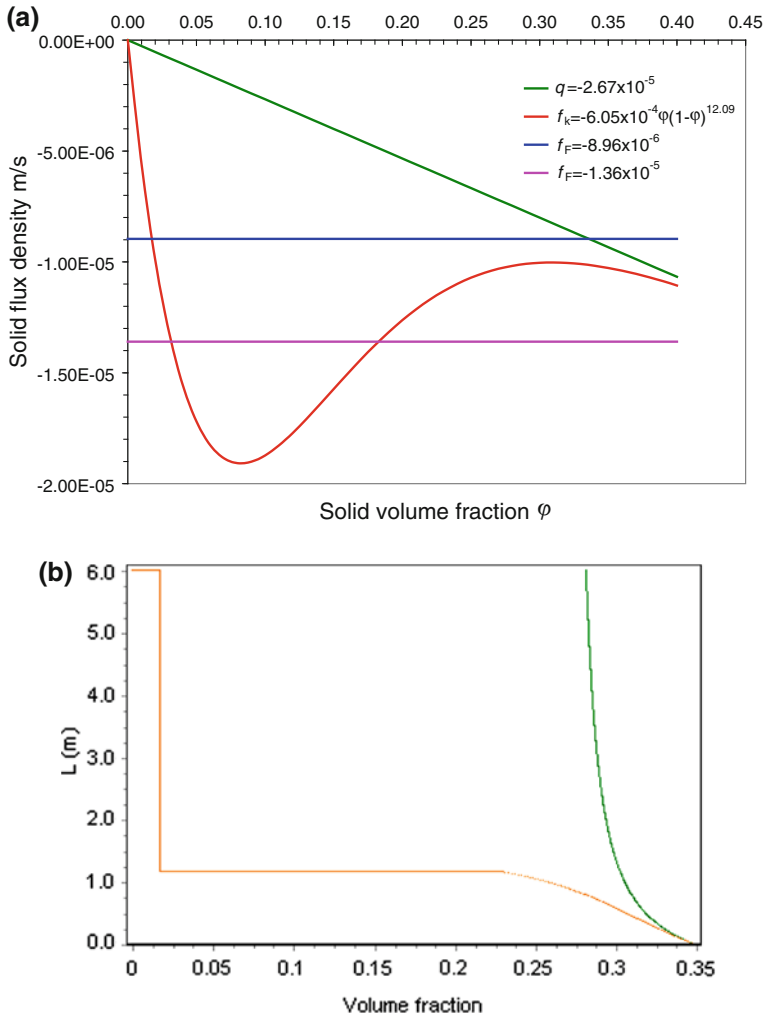 (a)
0.00 0.05 0.10 0.15 0.20 0.25 0.30 0.35 0.40 0.45
0.00E+00
-5.00E-06
-1.00E-05
-1.50E-05
-2.00E-05
Solid flux density m/s
q=-2.67x10⁻⁵
fₖ=-6.05x10⁻⁴φ(1-φ)¹²·⁰⁹
f_F=-8.96x10⁻⁶
f_F=-1.36x10⁻⁵
Solid volume fraction φ
(b)
6.0
5.0
4.0
3.0
2.0
1.0
0.0
L (m)
0 0.05 0.1 0.15 0.2 0.25 0.3 0.35
Volume fraction